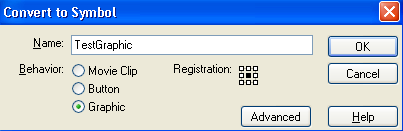 Convert to Symbol
Name: TestGraphic OK
Behavior: Movie Clip Registration: Cancel
Button
Graphic
Advanced Help